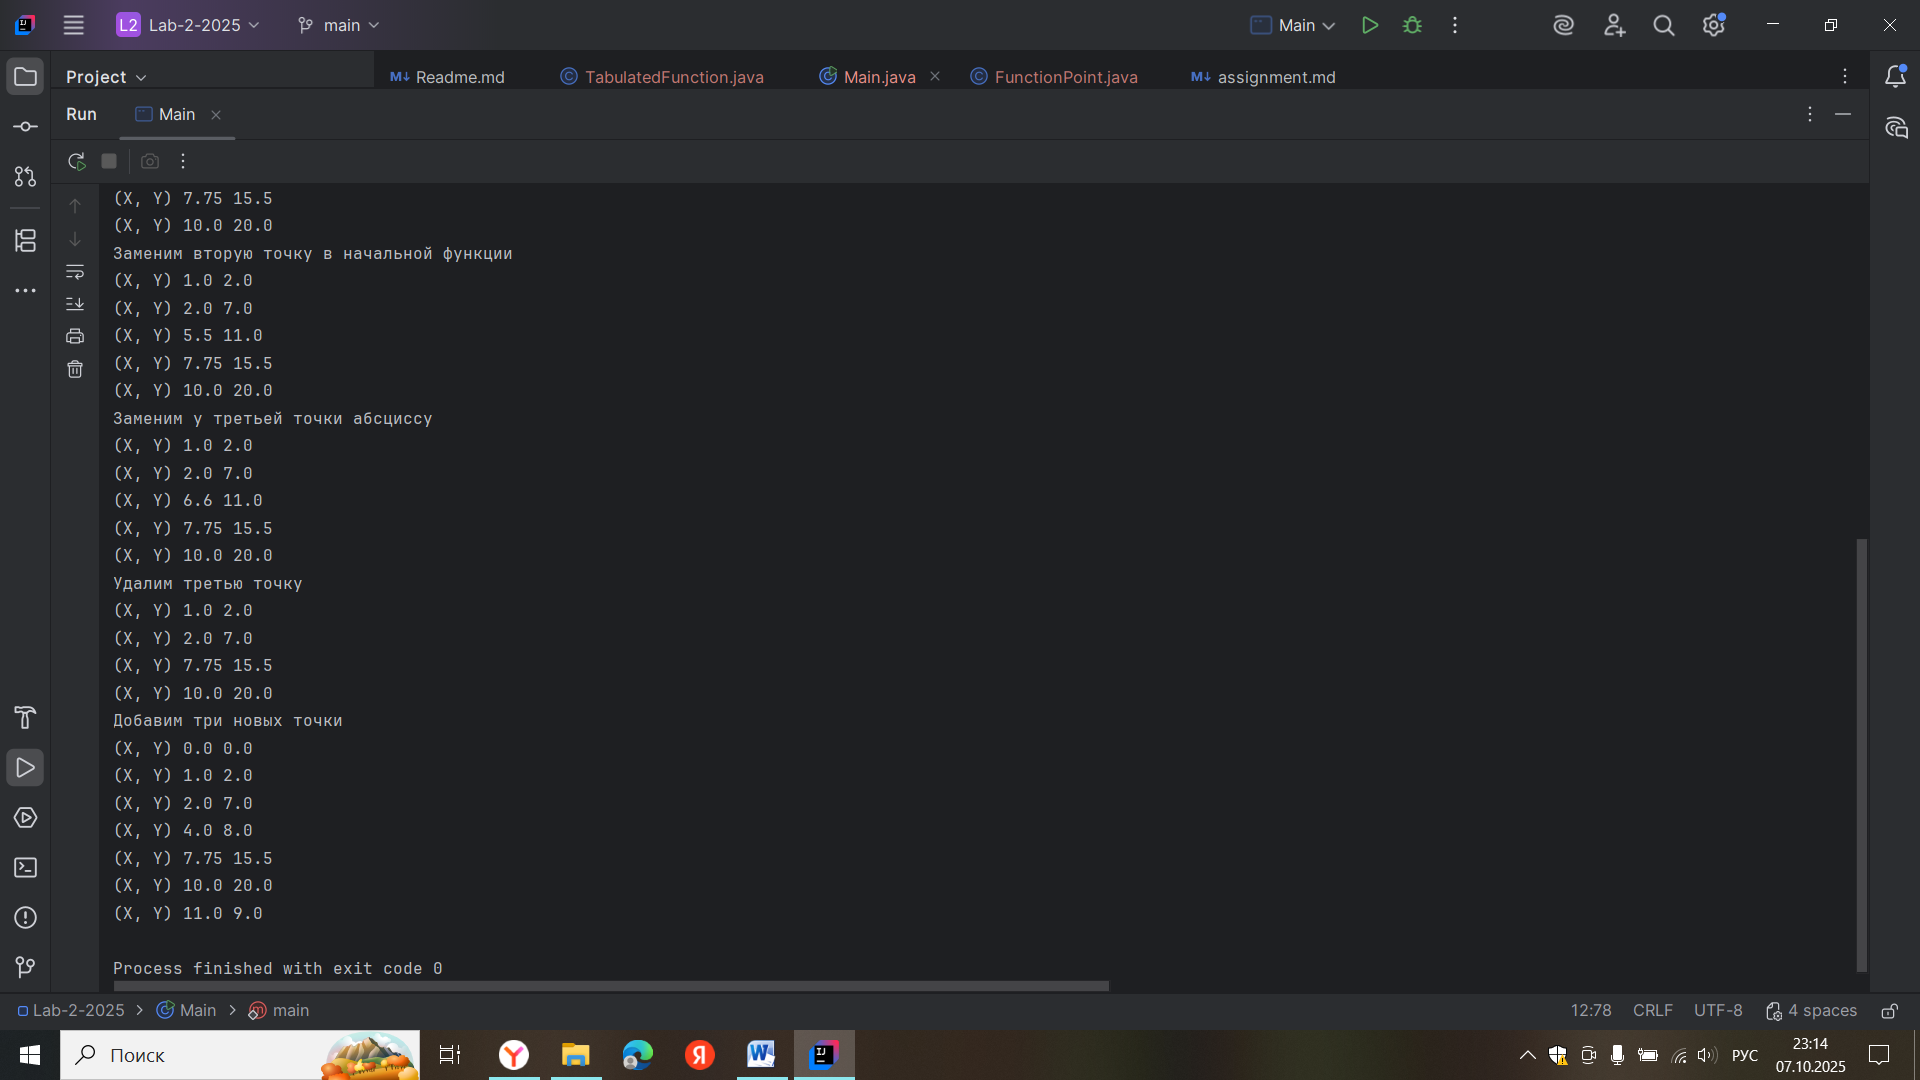 L2 Lab-2-2025 main Main
Project Readme.md TabulatedFunction.java Main.java FunctionPoint.java assignment.md
Run Main
(X, Y) 7.75 15.5
(X, Y) 10.0 20.0
Заменим вторую точку в начальной функции
(X, Y) 1.0 2.0
(X, Y) 2.0 7.0
(X, Y) 5.5 11.0
(X, Y) 7.75 15.5
(X, Y) 10.0 20.0
Заменим у третьей точки абсциссу
(X, Y) 1.0 2.0
(X, Y) 2.0 7.0
(X, Y) 6.6 11.0
(X, Y) 7.75 15.5
(X, Y) 10.0 20.0
Удалим третью точку
(X, Y) 1.0 2.0
(X, Y) 2.0 7.0
(X, Y) 7.75 15.5
(X, Y) 10.0 20.0
Добавим три новых точки
(X, Y) 0.0 0.0
(X, Y) 1.0 2.0
(X, Y) 2.0 7.0
(X, Y) 4.0 8.0
(X, Y) 7.75 15.5
(X, Y) 10.0 20.0
(X, Y) 11.0 9.0
Process finished with exit code 0
Lab-2-2025 Main main 12:78 CRLF UTF-8 4 spaces
Поиск РУС 23:14
07.10.2025